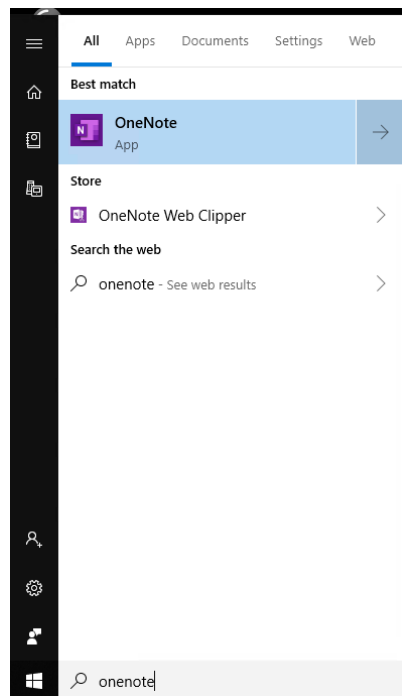 All Apps Documents Settings Web
Best match
N OneNote
App
Store
OneNote Web Clipper
Search the web
onenote - See web results
onenote